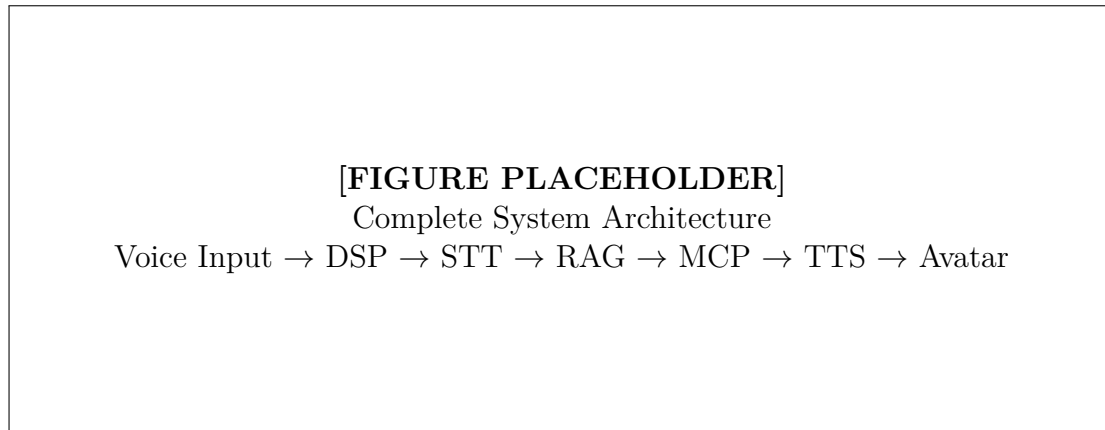 [FIGURE PLACEHOLDER]
Complete System Architecture
Voice Input → DSP → STT → RAG → MCP → TTS → Avatar